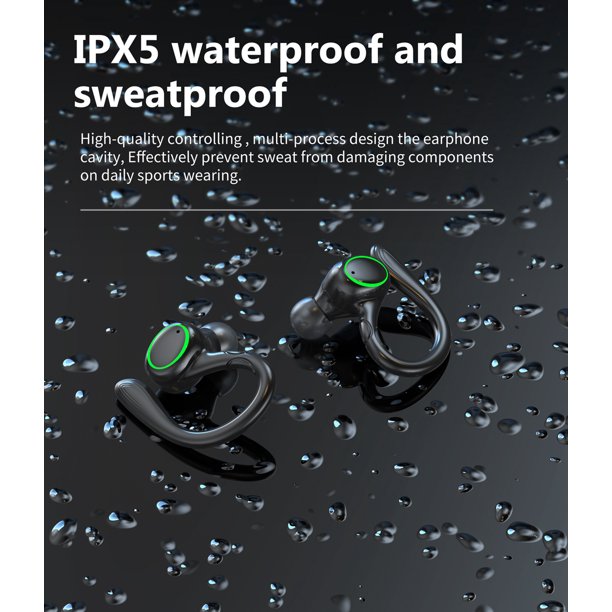 IPX5 waterproof and
sweatproof
High-quality controlling , multi-process design the earphone
cavity, Effectively prevent sweat from damaging components
on daily sports wearing.